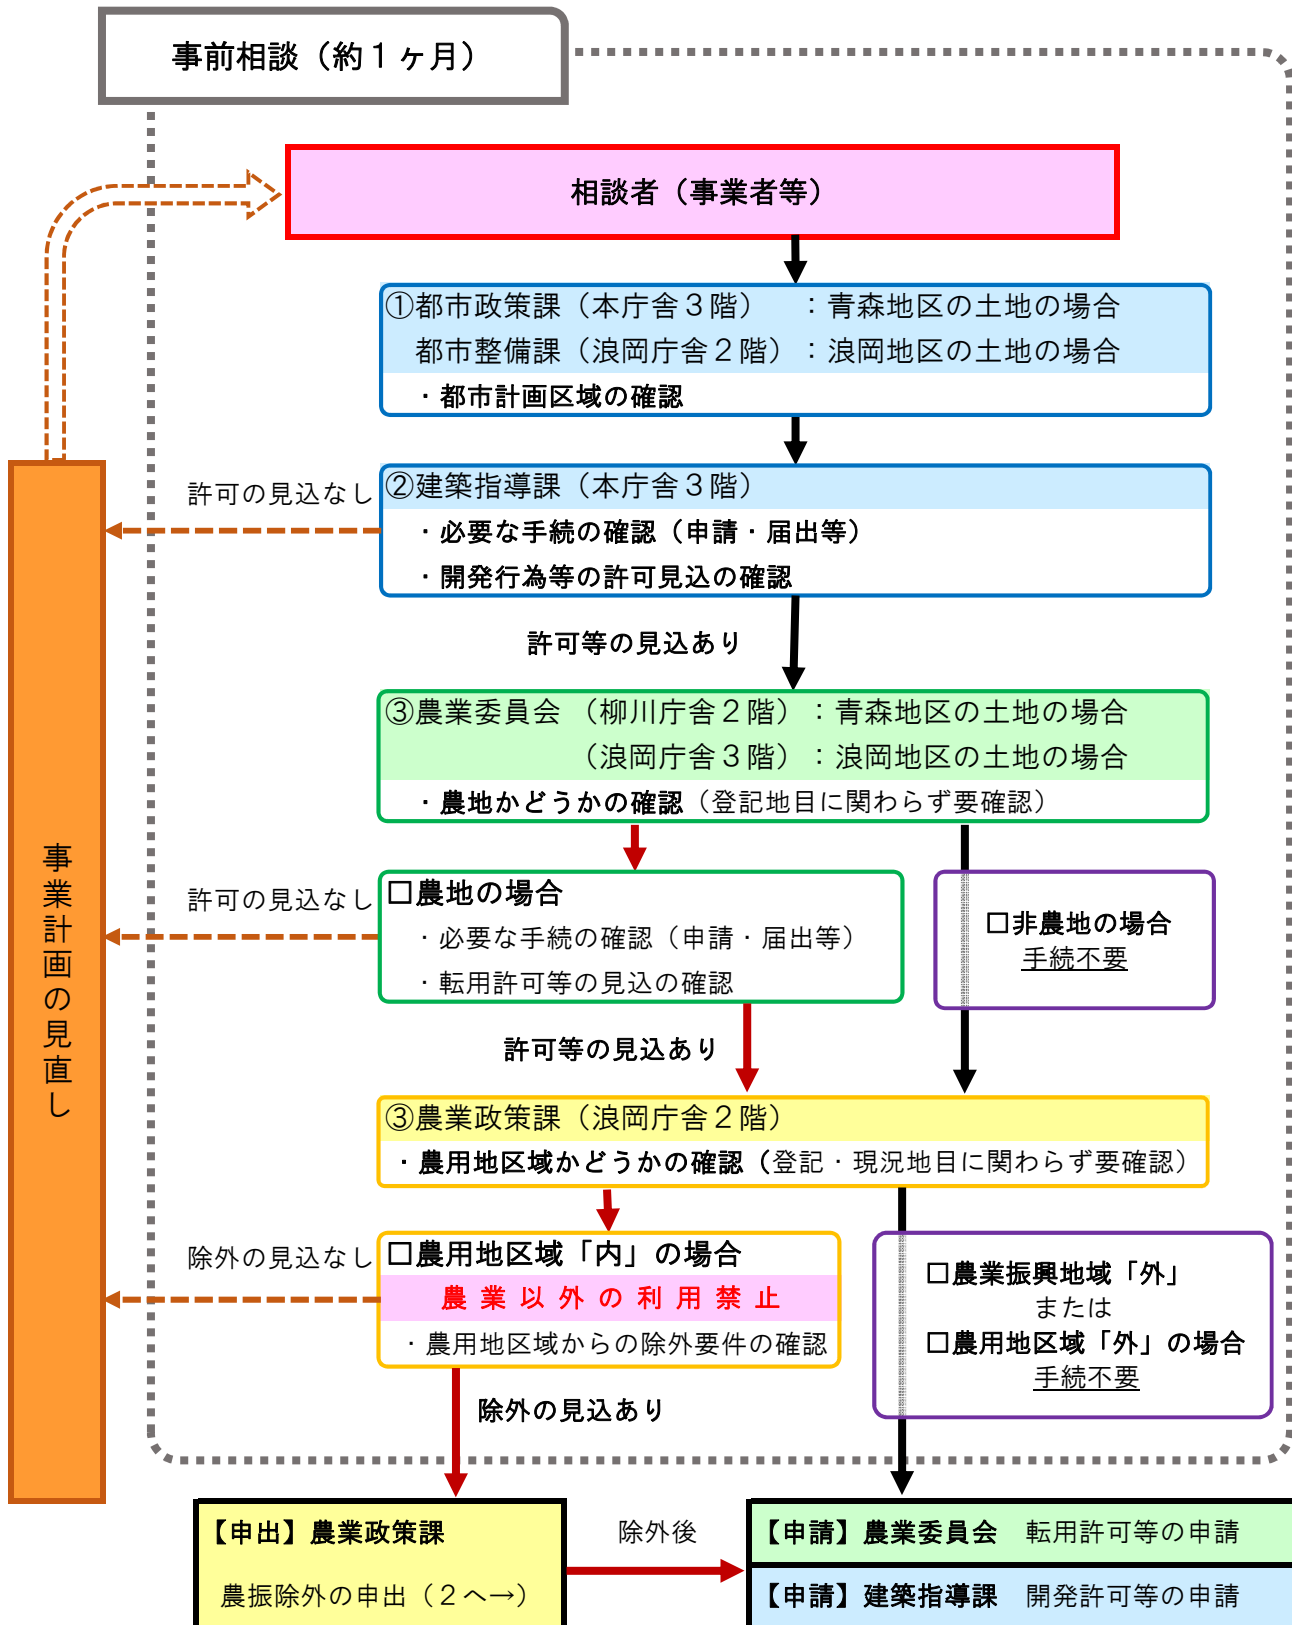 事前相談（約１ヶ月）
相談者（事業者等）
①都市政策課（本庁舎３階）　：青森地区の土地の場合
都市整備課（浪岡庁舎２階）：浪岡地区の土地の場合
・都市計画区域の確認
許可の見込なし
②建築指導課（本庁舎３階）
・必要な手続の確認（申請・届出等）
・開発行為等の許可見込の確認
許可等の見込あり
③農業委員会（柳川庁舎２階）：青森地区の土地の場合
（浪岡庁舎３階）：浪岡地区の土地の場合
・農地かどうかの確認（登記地目に関わらず要確認）
事業計画の見直し
許可の見込なし
□農地の場合
・必要な手続の確認（申請・届出等）
・転用許可等の見込の確認
□非農地の場合
手続不要
許可等の見込あり
③農業政策課（浪岡庁舎２階）
・農用地区域かどうかの確認（登記・現況地目に関わらず要確認）
除外の見込なし
□農用地区域「内」の場合
農業以外の利用禁止
・農用地区域からの除外要件の確認
□農業振興地域「外」
または
□農用地区域「外」の場合
手続不要
除外の見込あり
【申出】農業政策課
農振除外の申出（２へ→）
除外後
【申請】農業委員会　転用許可等の申請
【申請】建築指導課　開発許可等の申請